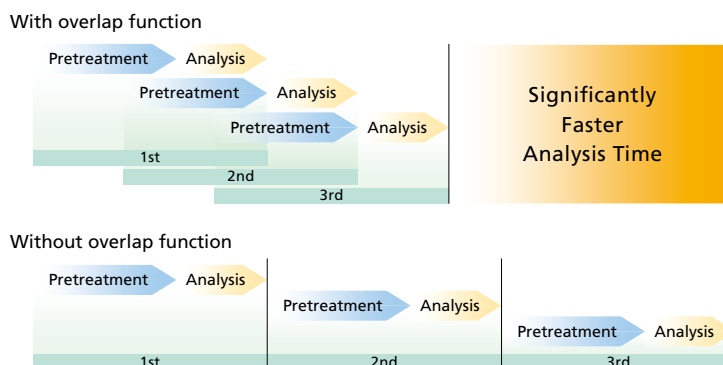 With overlap function
Pretreatment Analysis
Pretreatment Analysis
Pretreatment Analysis
1st
2nd
3rd
Significantly
Faster
Analysis Time
Without overlap function
Pretreatment Analysis
Pretreatment Analysis
Pretreatment Analysis
1st 2nd 3rd